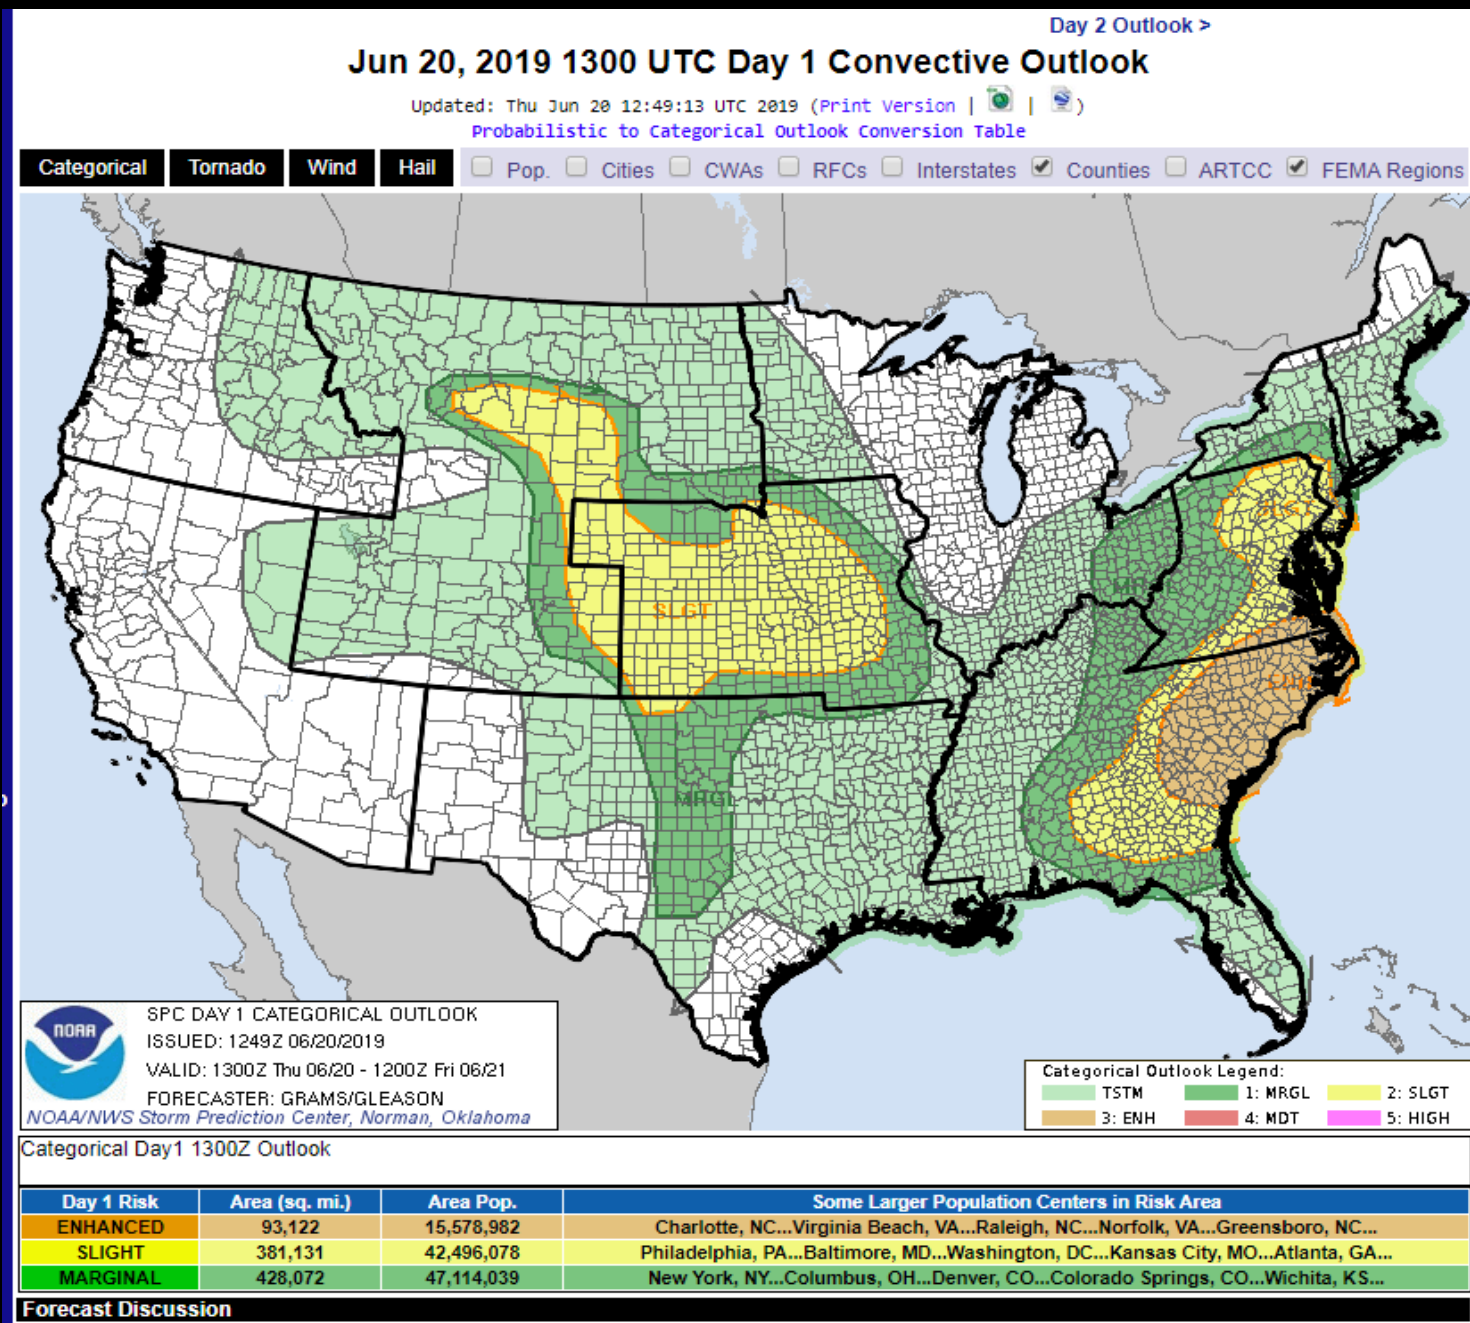 Day 2 Outlook >
Jun 20, 2019 1300 UTC Day 1 Convective Outlook
Updated: Thu Jun 20 12:49:13 UTC 2019 (Print Version | | )
Probabilistic to Categorical Outlook Conversion Table
Categorical Tornado Wind Hail Pop. Cities CWAs RFCs Interstates Counties ARTCC FEMA Regions
SLGT
MRGL
NOAA
SPC DAY 1 CATEGORICAL OUTLOOK
ISSUED: 1249Z 06/20/2019
VALID: 1300Z Thu 06/20 - 1200Z Fri 06/21
FORECASTER: GRAMS/GLEASON
NOAA/NWS Storm Prediction Center, Norman, Oklahoma
Categorical Outlook Legend:
TSTM 1: MRGL 2: SLGT
3: ENH 4: MDT 5: HIGH
Categorical Day1 1300Z Outlook
Day 1 Risk Area (sq. mi.) Area Pop. Some Larger Population Centers in Risk Area
ENHANCED 93,122 15,578,982 Charlotte, NC...Virginia Beach, VA...Raleigh, NC...Norfolk, VA...Greensboro, NC...
SLIGHT 381,131 42,496,078 Philadelphia, PA...Baltimore, MD...Washington, DC...Kansas City, MO...Atlanta, GA...
MARGINAL 428,072 47,114,039 New York, NY...Columbus, OH...Denver, CO...Colorado Springs, CO...Wichita, KS...
Forecast Discussion